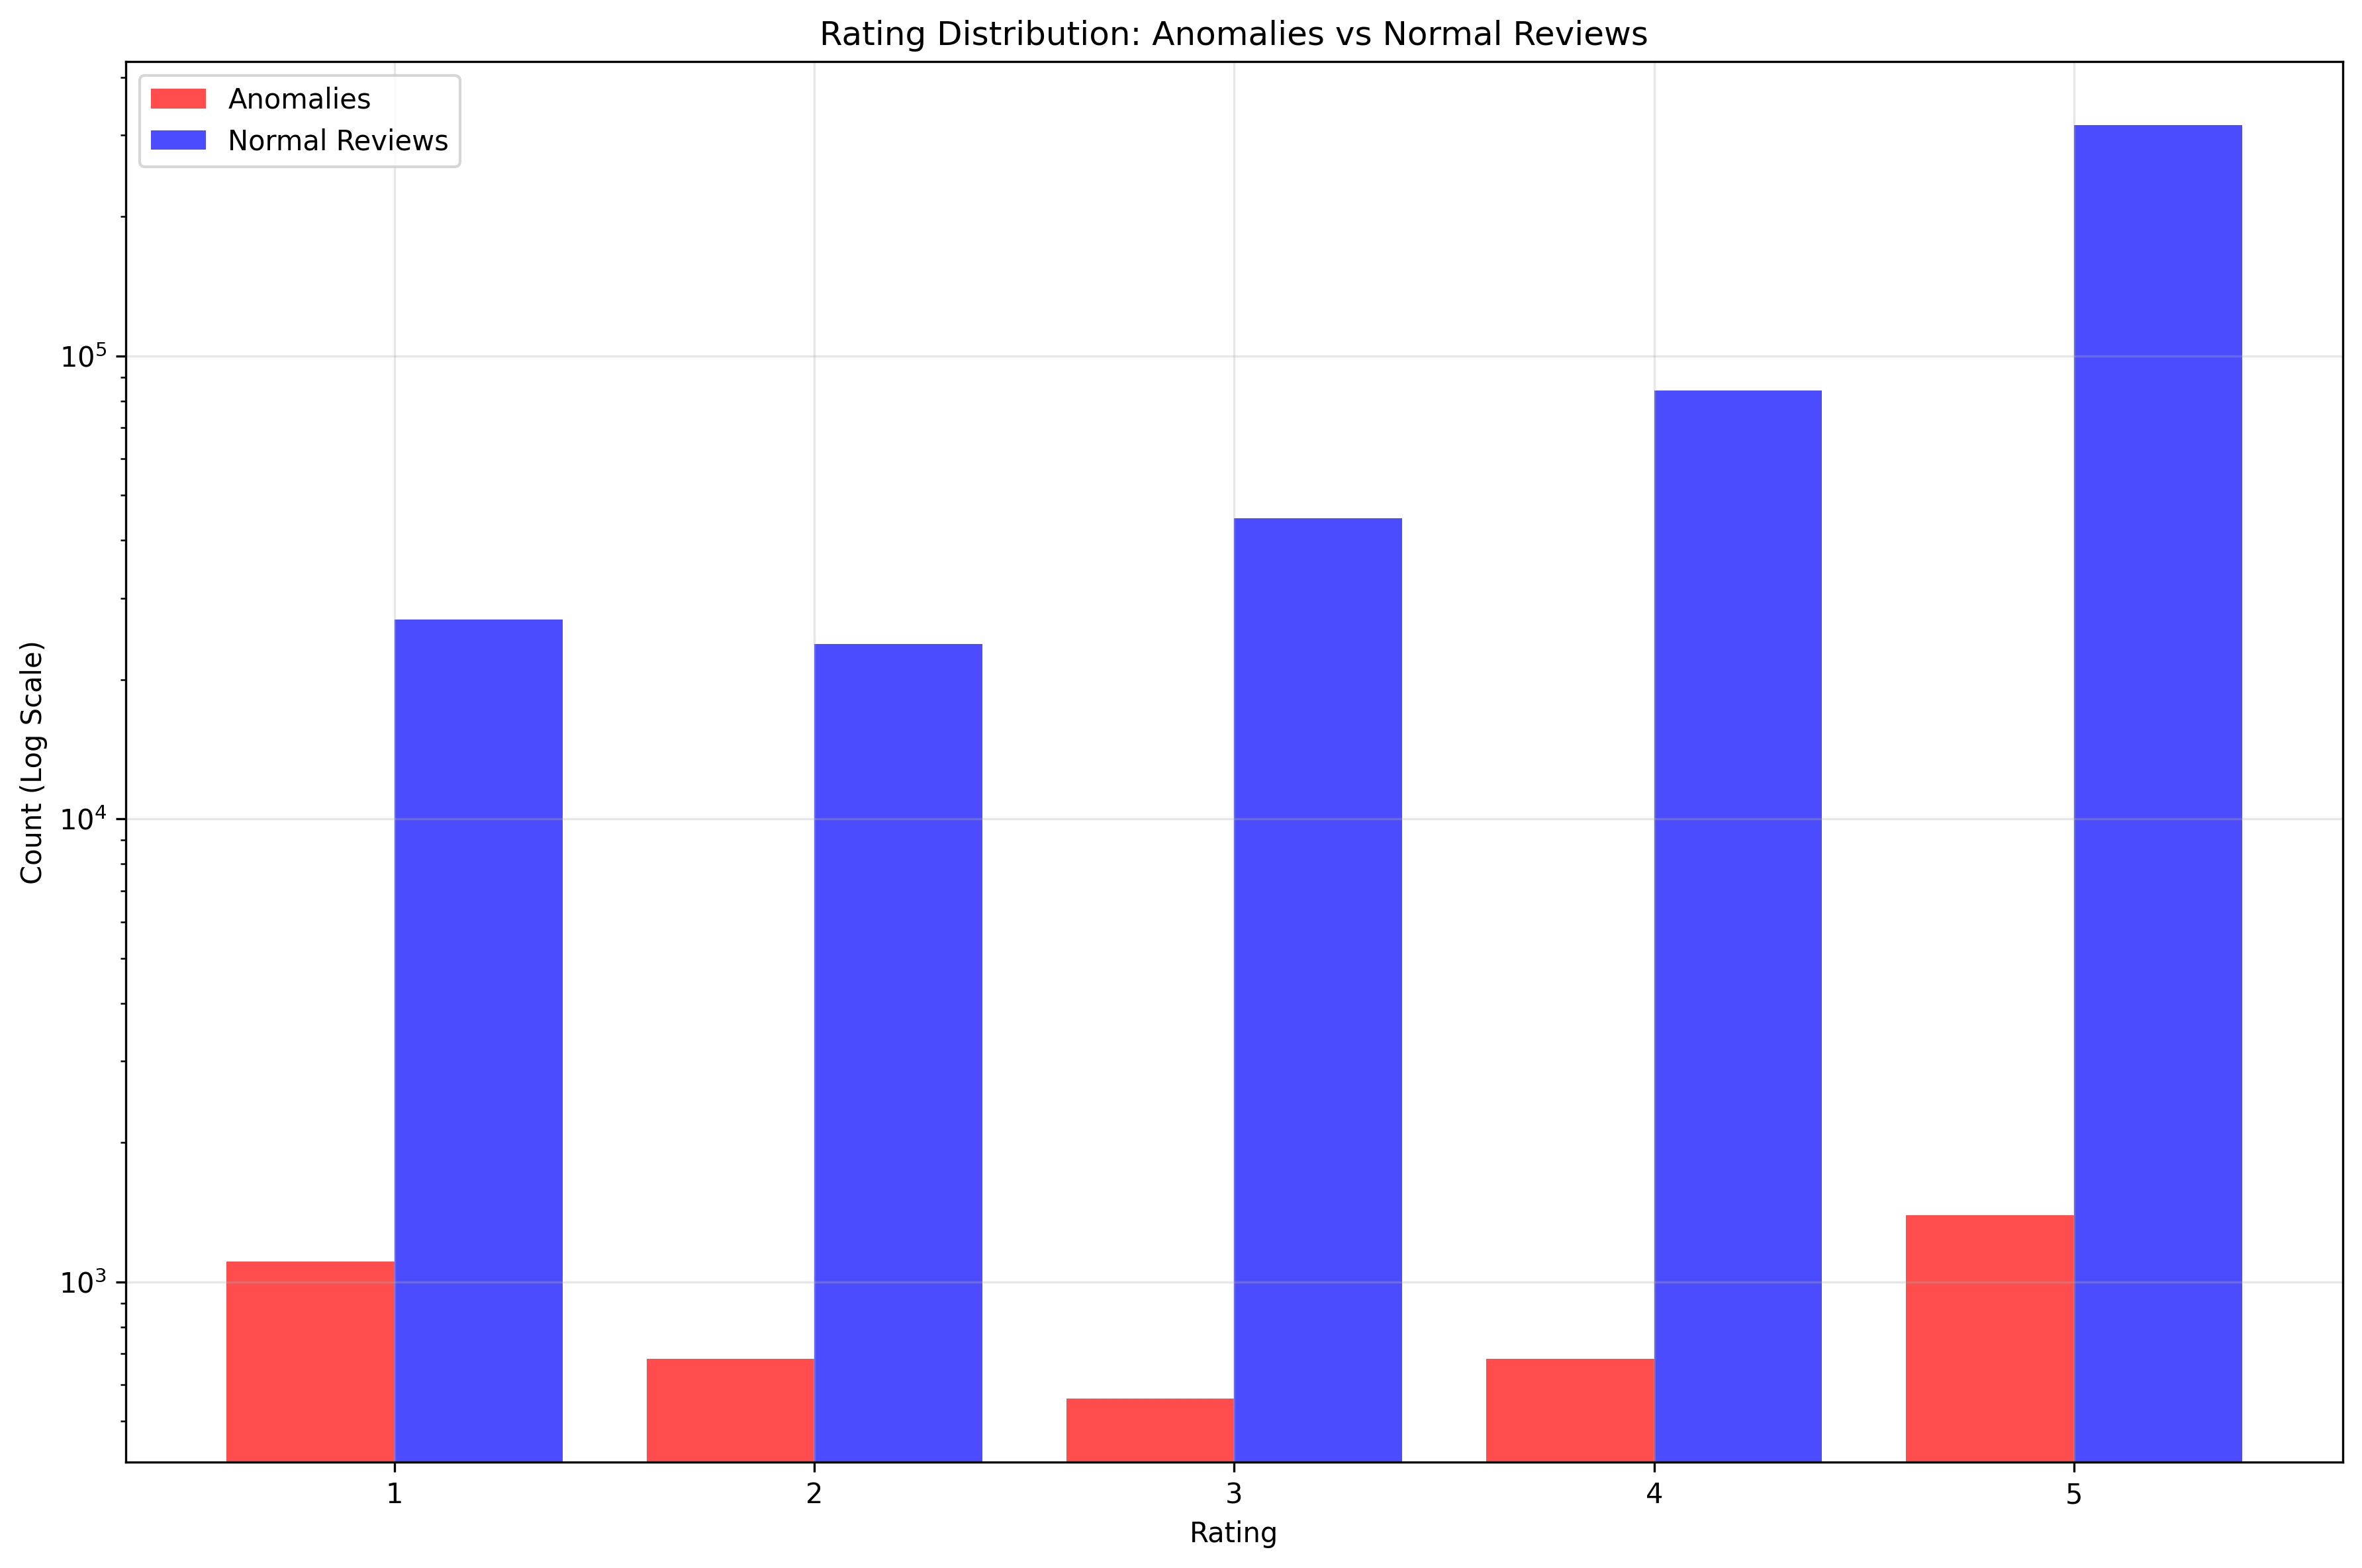 Rating Distribution: Anomalies vs Normal Reviews
Anomalies
Normal Reviews
Count (Log Scale)
10⁵
10⁴
10³
1 2 3 4 5
Rating